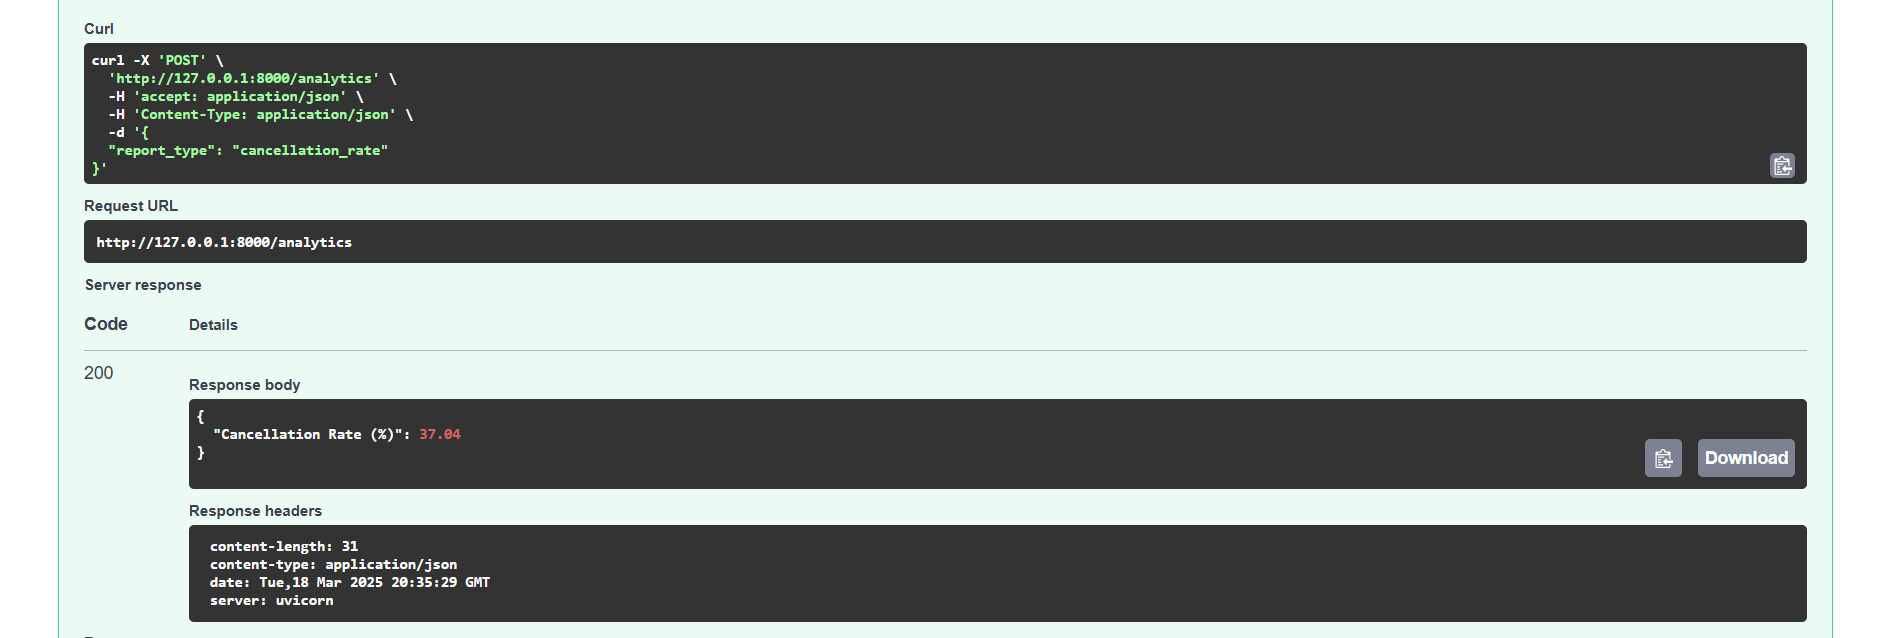 Curl
curl -X 'POST' \
  'http://127.0.0.1:8000/analytics' \
  -H 'accept: application/json' \
  -H 'Content-Type: application/json' \
  -d '{
  "report_type": "cancellation_rate"
}'
Request URL
http://127.0.0.1:8000/analytics
Server response
Code Details
200
Response body
{
  "Cancellation Rate (%)": 37.04
}
Download
Response headers
content-length: 31
content-type: application/json
date: Tue,18 Mar 2025 20:35:29 GMT
server: uvicorn